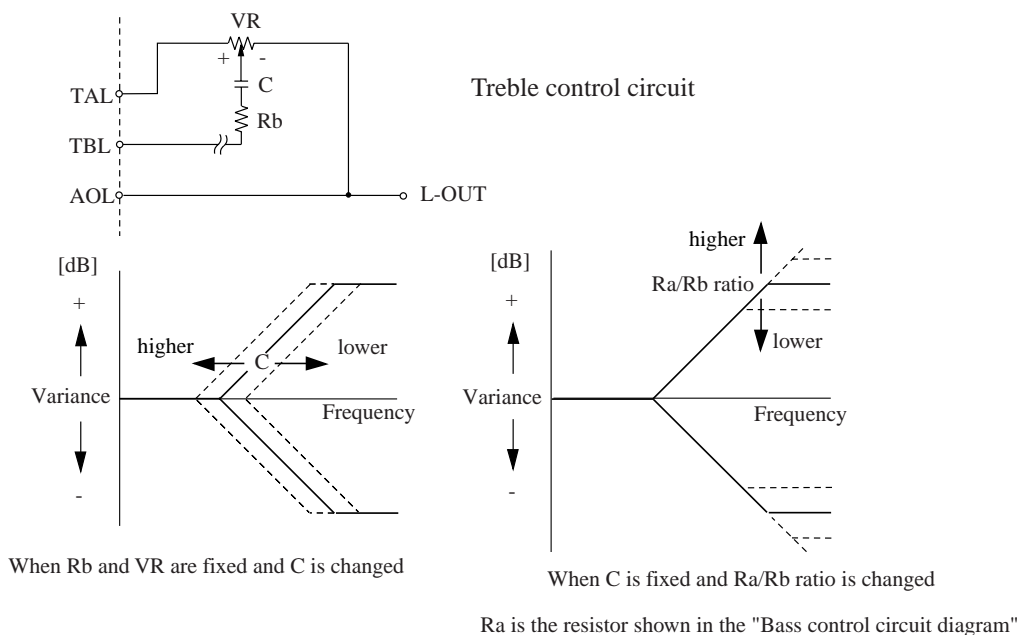 VR
+ -
C
TAL
Rb
TBL
AOL
L-OUT
Treble control circuit
[dB]
+
higher
C
lower
Variance
Frequency
-
When Rb and VR are fixed and C is changed
higher
[dB]
Ra/Rb ratio
+
lower
Variance
Frequency
-
When C is fixed and Ra/Rb ratio is changed
Ra is the resistor shown in the "Bass control circuit diagram"